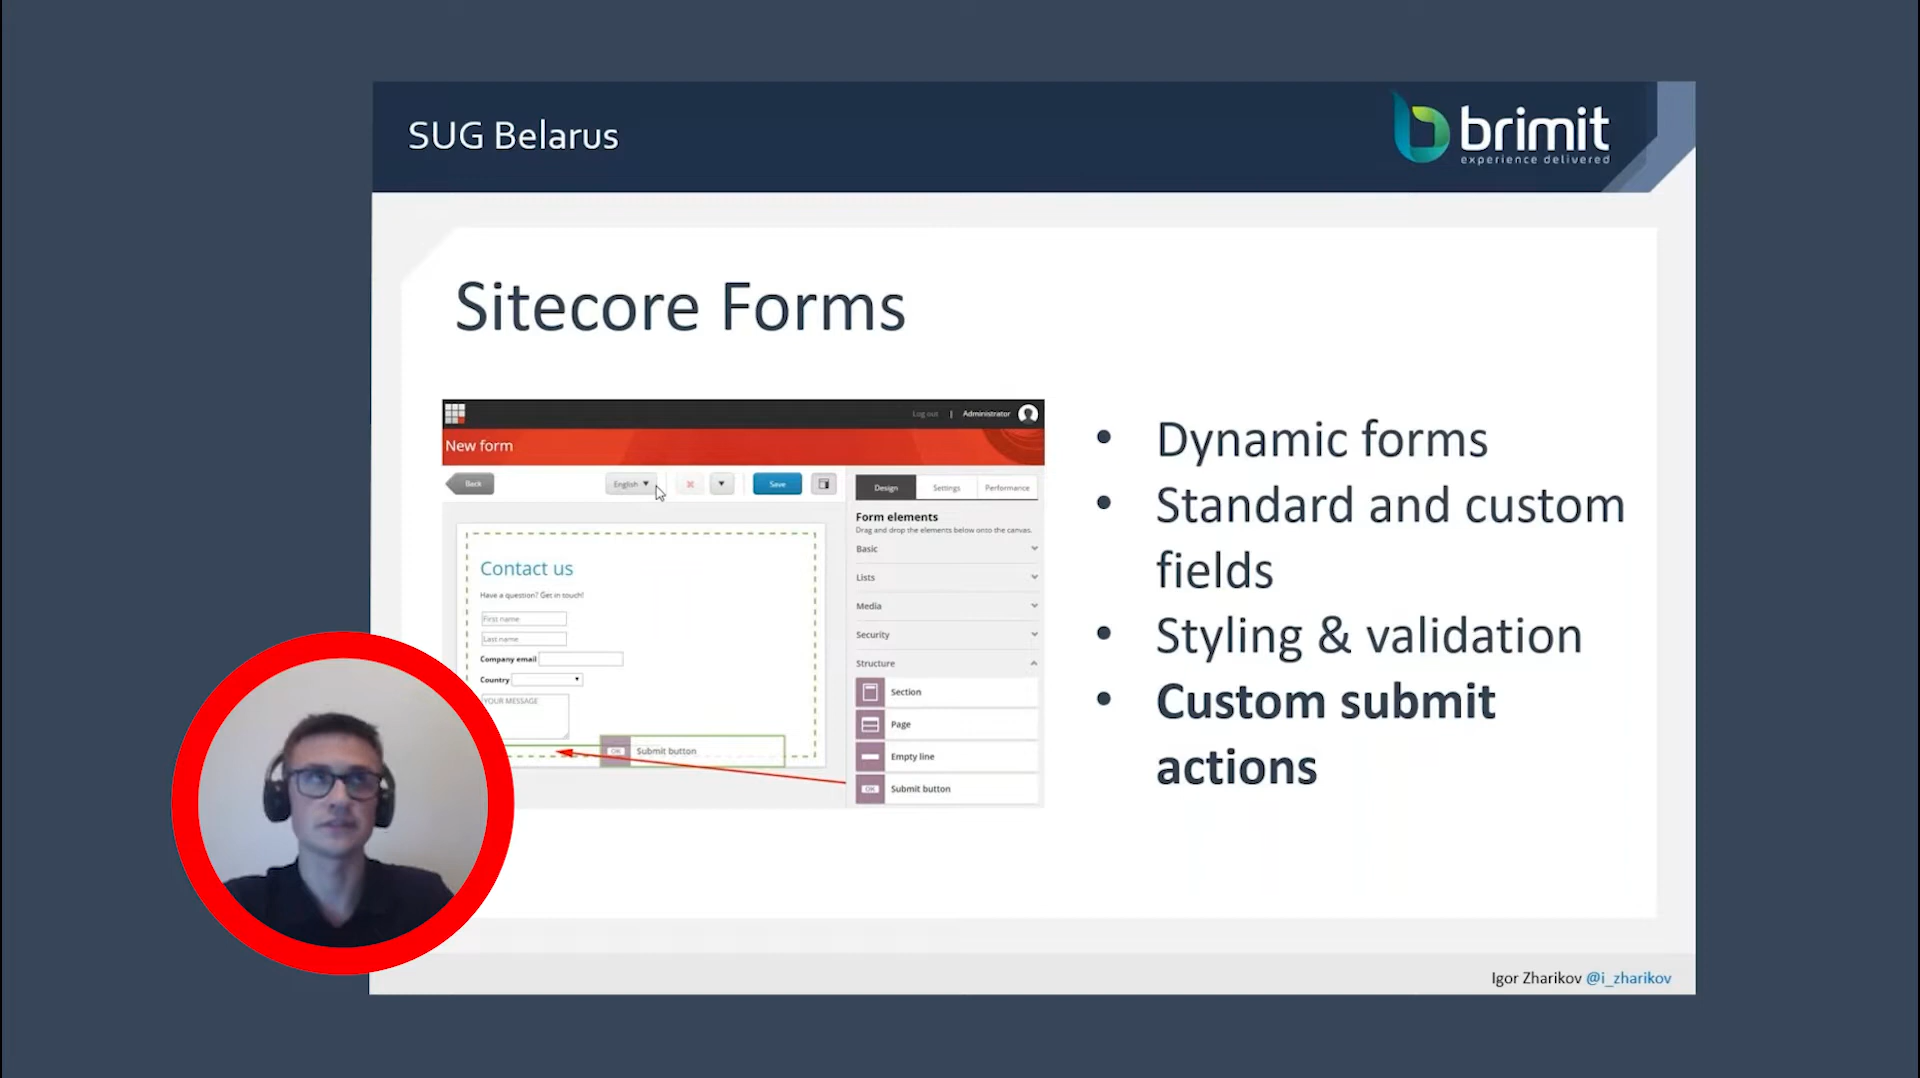 SUG Belarus
brimit
experience delivered
Sitecore Forms
Log out | Administrator
New form
Back
English
Save
Design
Settings
Performance
Form elements
Drag and drop the elements below onto the canvas.
Basic
Lists
Media
Security
Structure
Section
Page
Empty line
OK Submit button
Contact us
Have a question? Get in touch!
First name
Last name
Company email
Country
YOUR MESSAGE
OK Submit button
• Dynamic forms
• Standard and custom
fields
• Styling & validation
• Custom submit
actions
Igor Zharikov @i_zharikov